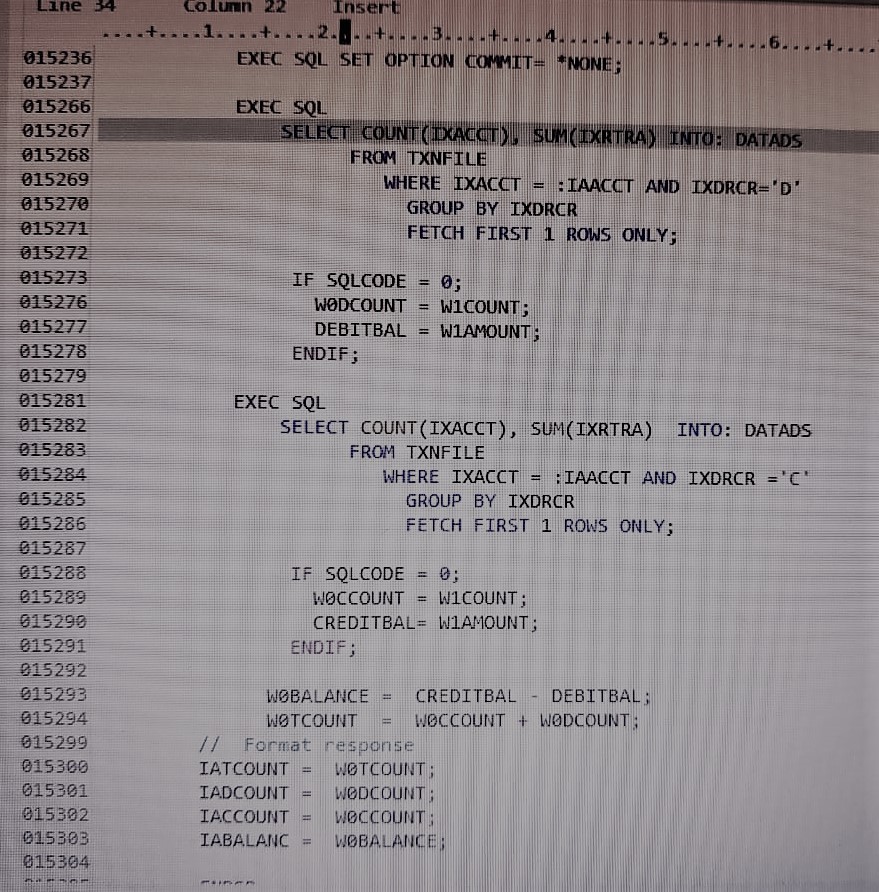 Line 34 Column 22 Insert
....+....1....+....2....+....3....+....4....+....5....+....6....+....
015236 EXEC SQL SET OPTION COMMIT= *NONE;
015237
015266 EXEC SQL
015267 SELECT COUNT(IXACCT), SUM(IXRTRA) INTO: DATADS
015268 FROM TXNFILE
015269 WHERE IXACCT = :IAACCT AND IXDRCR='D'
015270 GROUP BY IXDRCR
015271 FETCH FIRST 1 ROWS ONLY;
015272
015273 IF SQLCODE = 0;
015276 W0DCOUNT = W1COUNT;
015277 DEBITBAL = W1AMOUNT;
015278 ENDIF;
015279
015281 EXEC SQL
015282 SELECT COUNT(IXACCT), SUM(IXRTRA) INTO: DATADS
015283 FROM TXNFILE
015284 WHERE IXACCT = :IAACCT AND IXDRCR ='C'
015285 GROUP BY IXDRCR
015286 FETCH FIRST 1 ROWS ONLY;
015287
015288 IF SQLCODE = 0;
015289 W0CCOUNT = W1COUNT;
015290 CREDITBAL= W1AMOUNT;
015291 ENDIF;
015292
015293 W0BALANCE = CREDITBAL - DEBITBAL;
015294 W0TCOUNT = W0CCOUNT + W0DCOUNT;
015299 // Format response
015300 IATCOUNT = W0TCOUNT;
015301 IADCOUNT = W0DCOUNT;
015302 IACCOUNT = W0CCOUNT;
015303 IABALANC = W0BALANCE;
015304